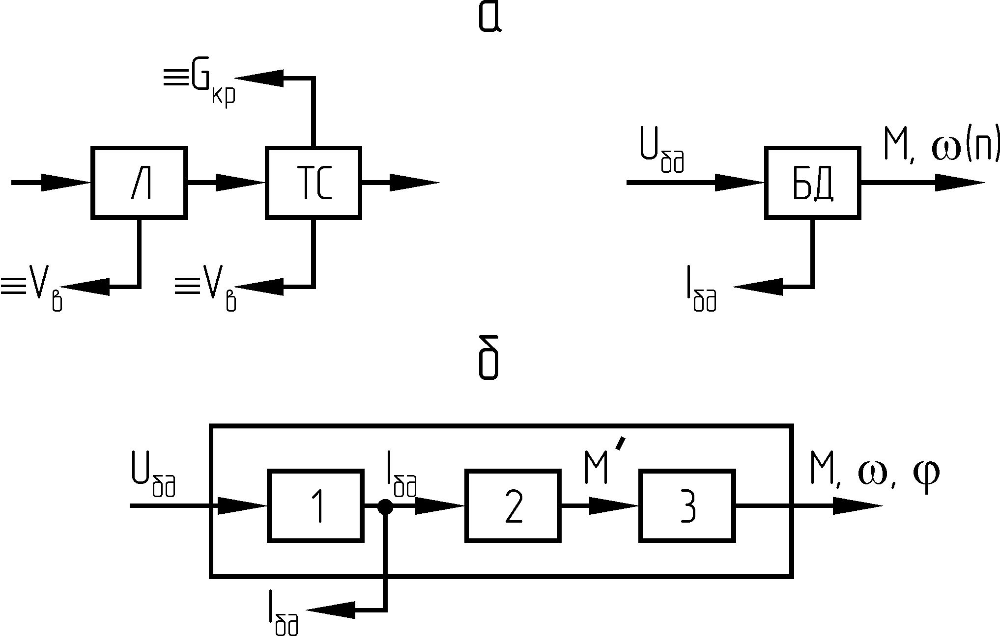 а
≡Gкр
Uбд
М, ω(n)
Л
ТС
БД
≡Vв
≡Vв
Iбд
б
Uбд
Iбд
М′
М, ω, φ
1
2
3
Iбд